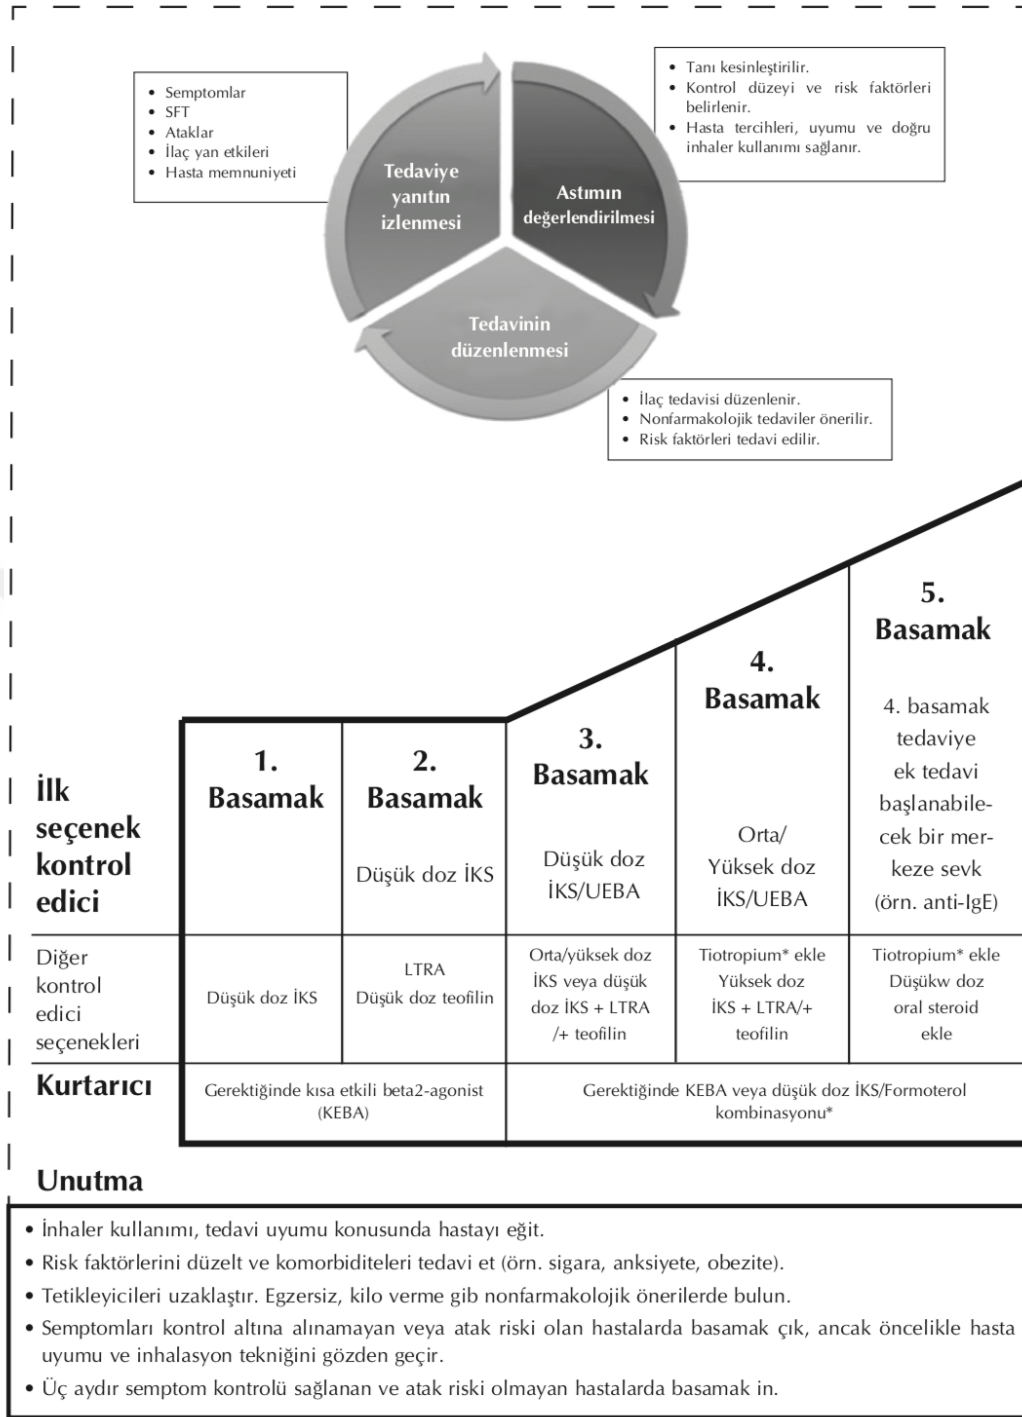 • Semptomlar
• SFT
• Ataklar
• İlaç yan etkileri
• Hasta memnuniyeti
Tedaviye
yanıtın
izlenmesi
• Tanı kesinleştirilir.
• Kontrol düzeyi ve risk faktörleri
belirlenir.
• Hasta tercihleri, uyumu ve doğru
inhaler kullanımı sağlanır.
Astımın
değerlendirilmesi
Tedavinin
düzenlenmesi
• İlaç tedavisi düzenlenir.
• Nonfarmakolojik tedaviler önerilir.
• Risk faktörleri tedavi edilir.
İlk
seçenek
kontrol
edici
1.
Basamak
2.
Basamak
Düşük doz İKS
3.
Basamak
Düşük doz
İKS/UEBA
4.
Basamak
Orta/
Yüksek doz
İKS/UEBA
5.
Basamak
4. basamak
tedaviye
ek tedavi
başlanabile-
cek bir mer-
keze sevk
(örn. anti-IgE)
Diğer
kontrol
edici
seçenekleri
Düşük doz İKS
LTRA
Düşük doz teofilin
Orta/yüksek doz
İKS veya düşük
doz İKS + LTRA
/+ teofilin
Tiotropium* ekle
Yüksek doz
İKS + LTRA/+
teofilin
Tiotropium* ekle
Düşükw doz
oral steroid
ekle
Kurtarıcı
Gerektiğinde kısa etkili beta2-agonist
(KEBA)
Gerektiğinde KEBA veya düşük doz İKS/Formoterol
kombinasyonu*
Unutma
• İnhaler kullanımı, tedavi uyumu konusunda hastayı eğit.
• Risk faktörlerini düzelt ve komorbiditeleri tedavi et (örn. sigara, anksiyete, obezite).
• Tetikleyicileri uzaklaştır. Egzersiz, kilo verme gib nonfarmakolojik önerilerde bulun.
• Semptomları kontrol altına alınamayan veya atak riski olan hastalarda basamak çık, ancak öncelikle hasta
uyumu ve inhalasyon tekniğini gözden geçir.
• Üç aydır semptom kontrolü sağlanan ve atak riski olmayan hastalarda basamak in.